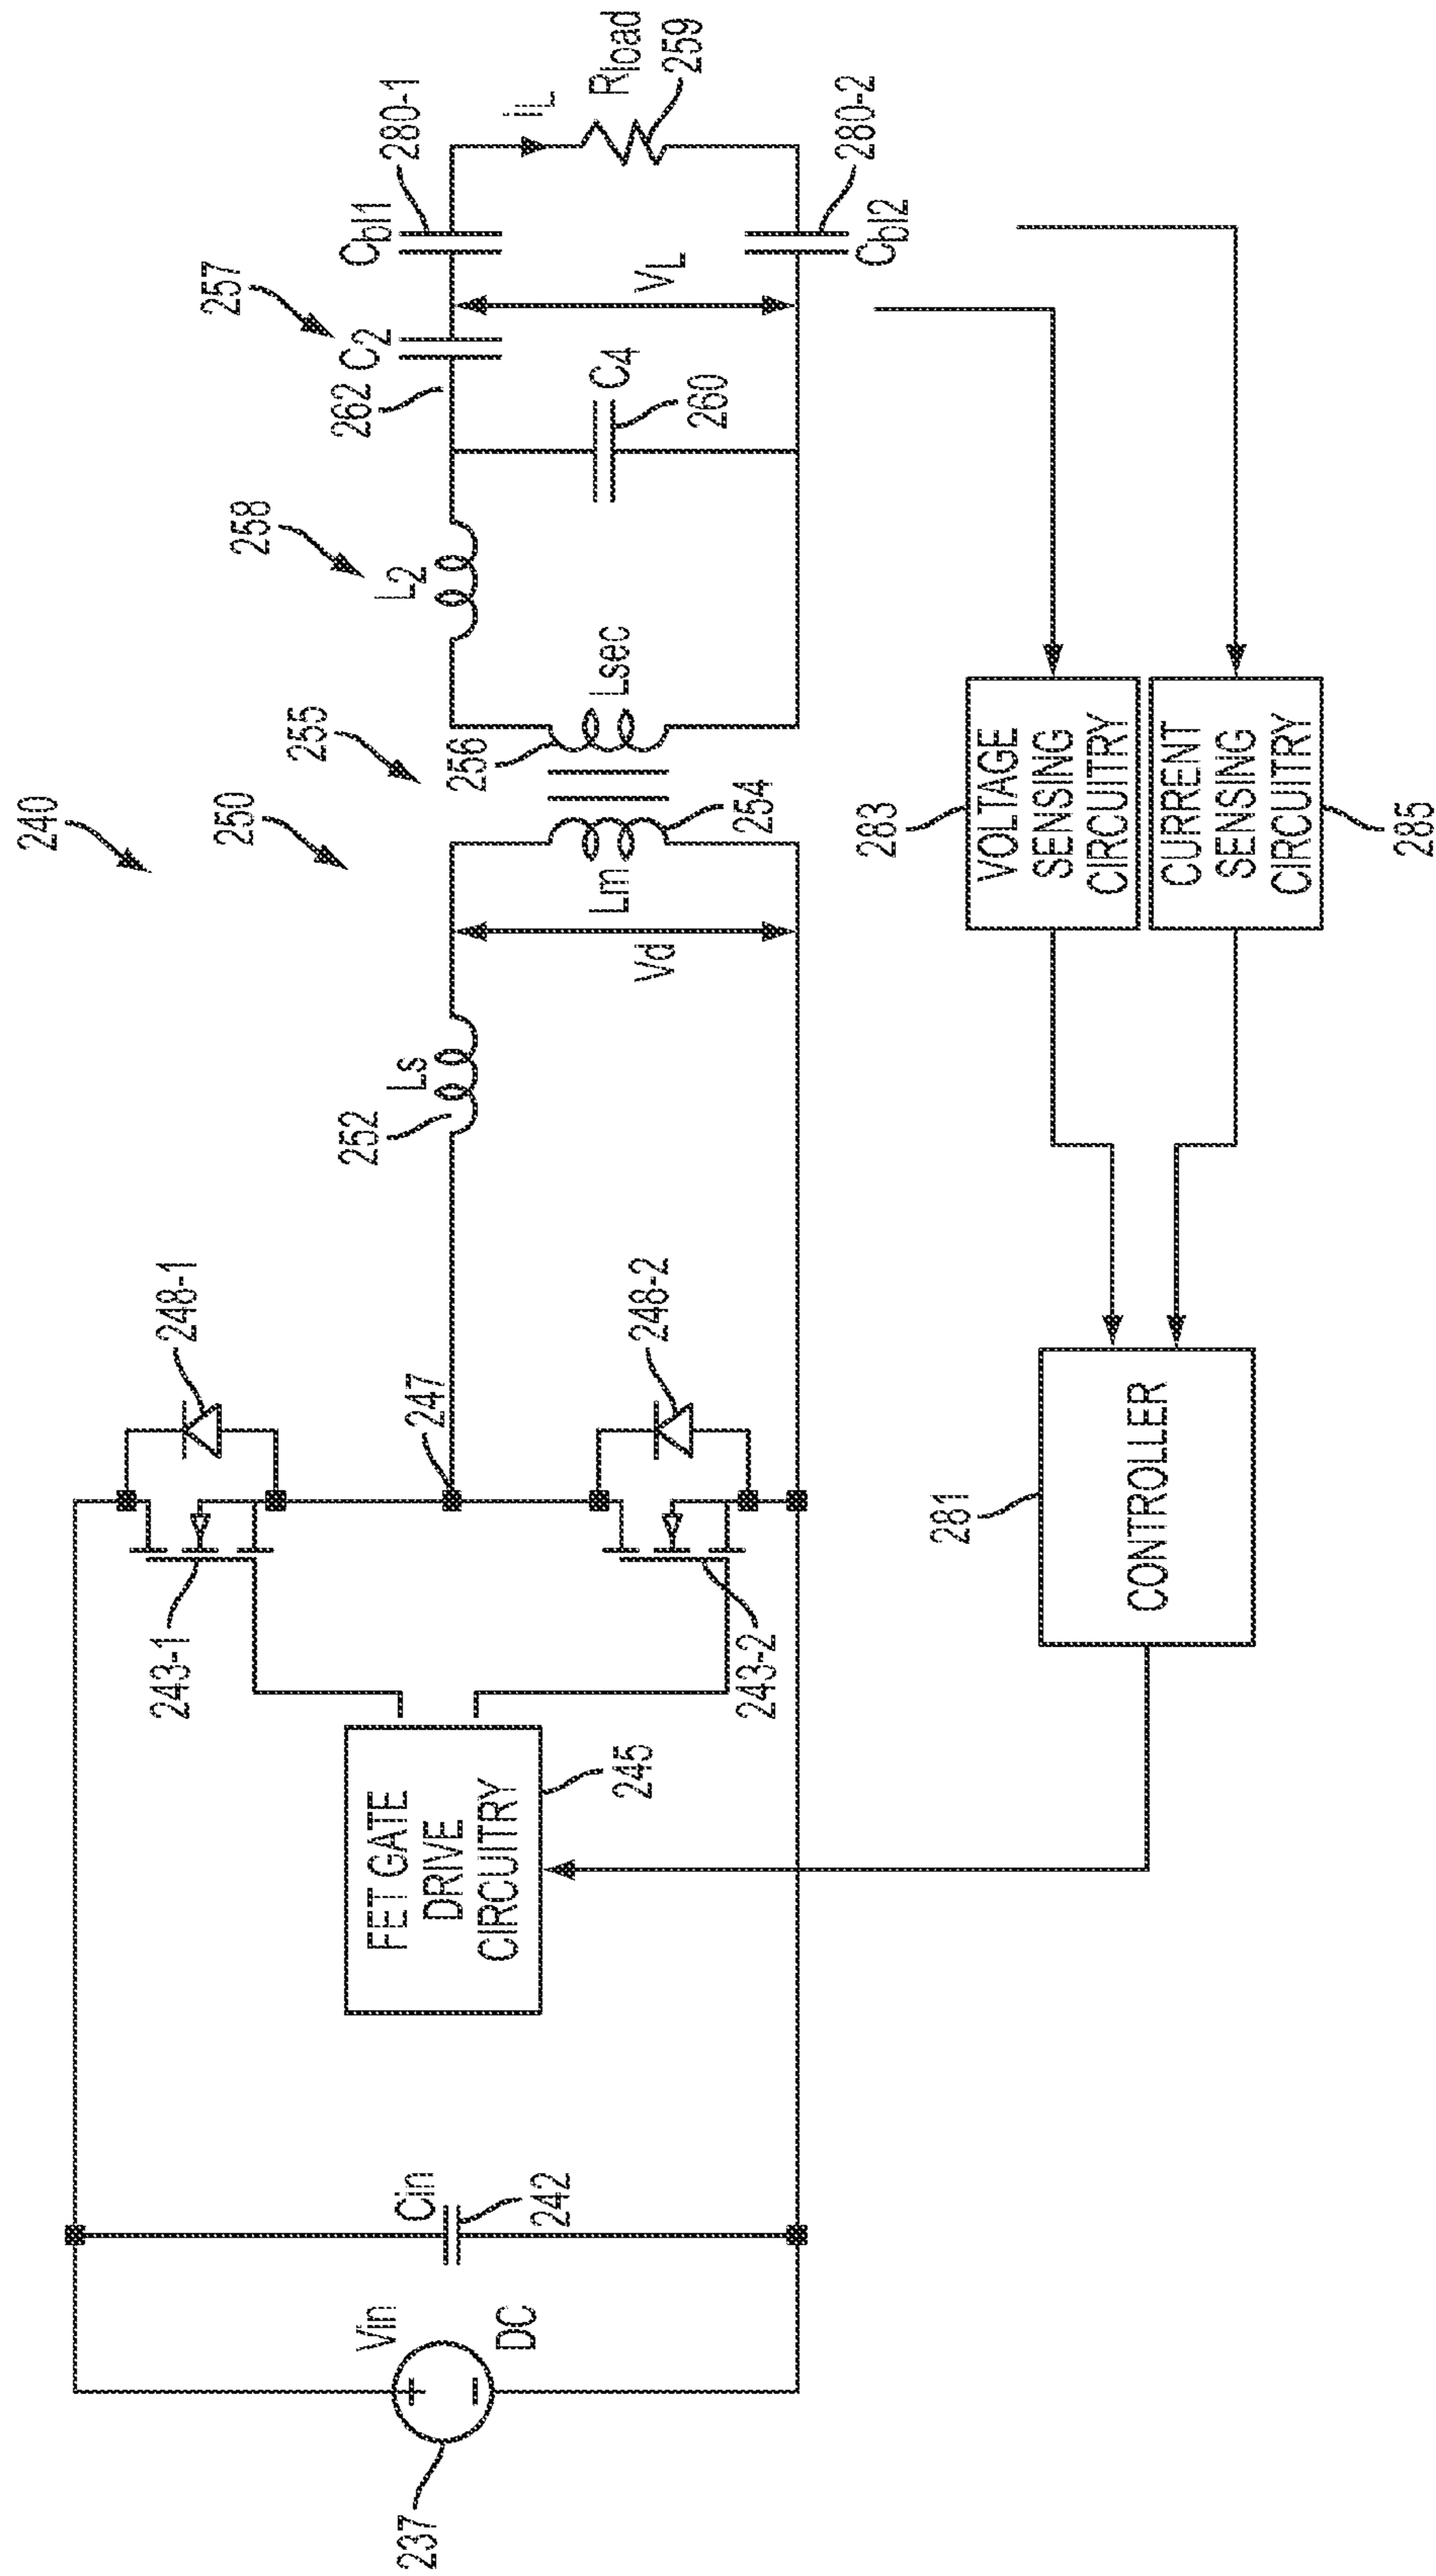 240
250
255
258
257
237
Vin
DC
Cin
242
FET GATE
DRIVE
CIRCUITRY
245
243-1
243-2
248-1
248-2
247
252
Ls
Vd
Lm
254
256
Lsec
L2
262
C2
C4
260
VL
Cbl1
280-1
Cbl2
280-2
iL
Rload
259
281
CONTROLLER
283
VOLTAGE
SENSING
CIRCUITRY
CURRENT
SENSING
CIRCUITRY
285